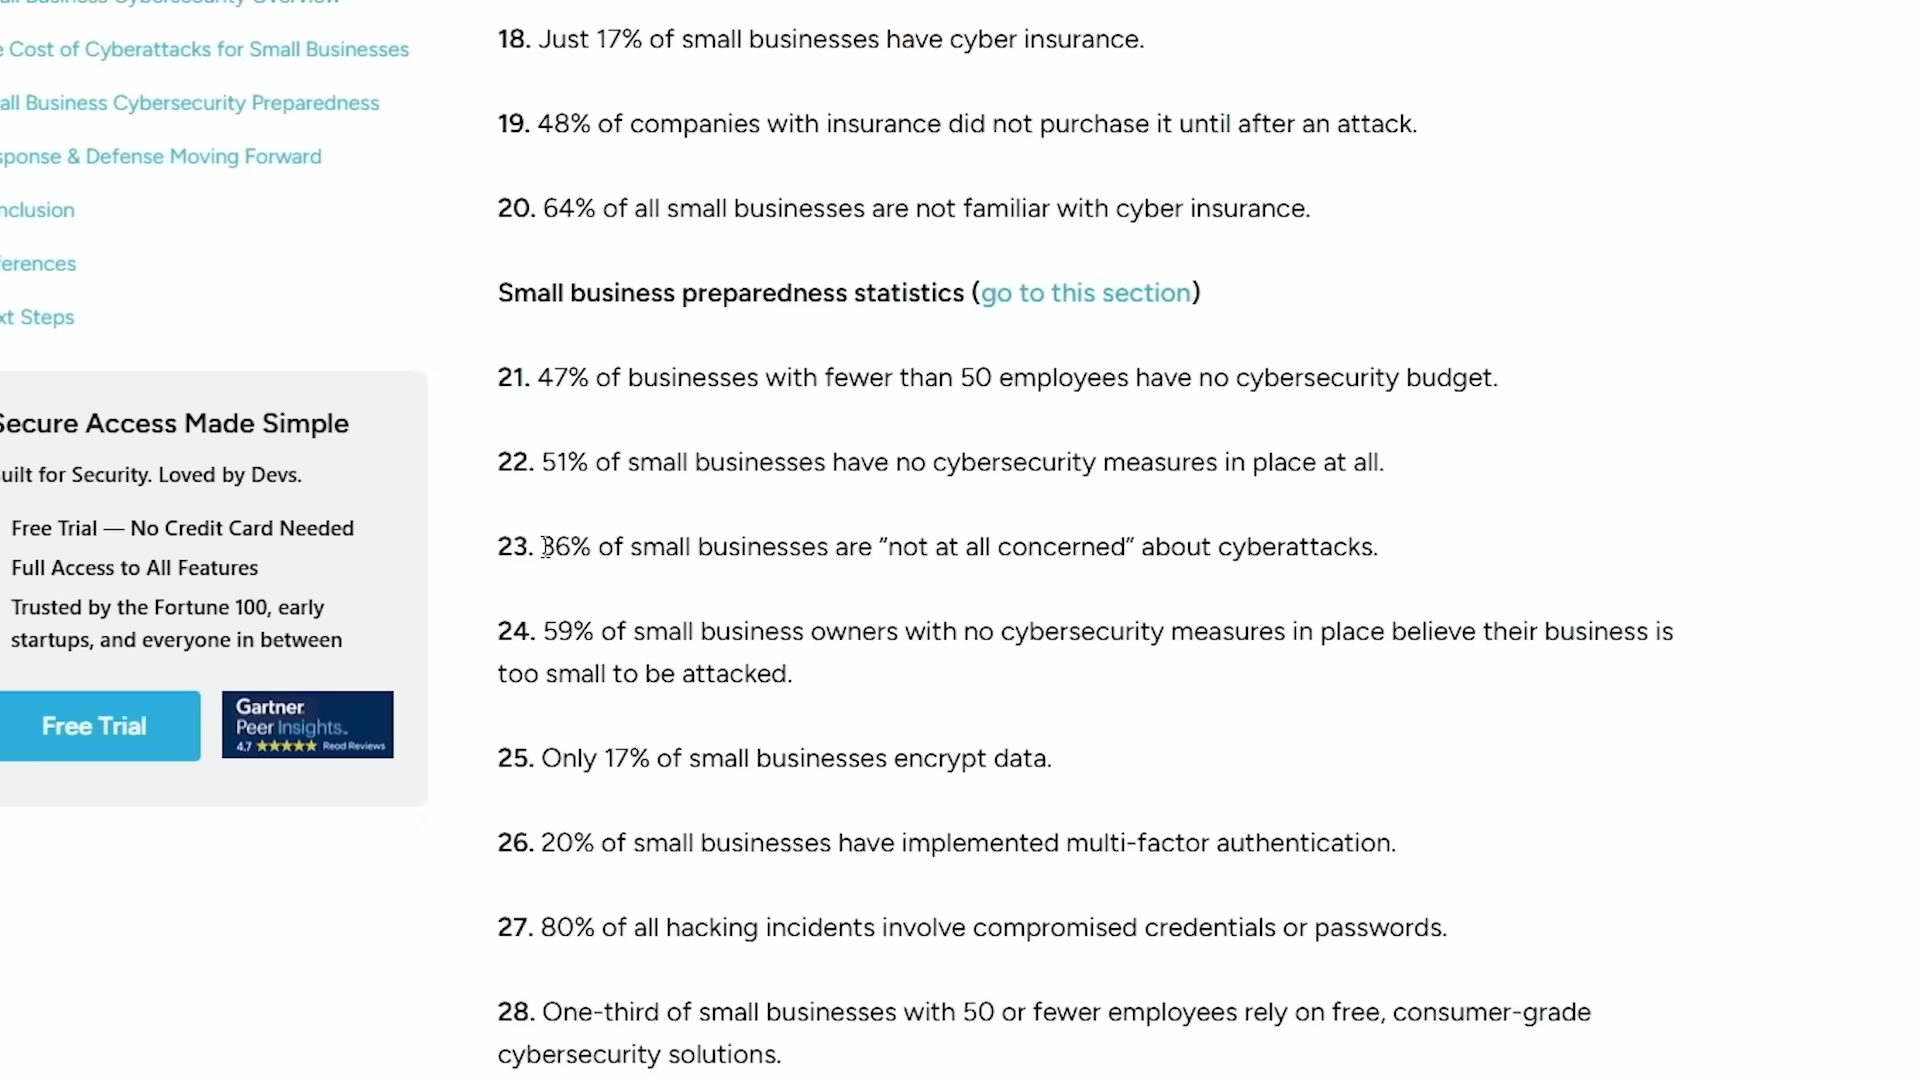 Cost of Cyberattacks for Small Businesses
Business Cybersecurity Preparedness
& Defense Moving Forward
xt Steps
Secure Access Made Simple
uilt for Security. Loved by Devs.
Free Trial — No Credit Card Needed
Full Access to All Features
Trusted by the Fortune 100, early
startups, and everyone in between
Free Trial
Gartner
Peer Insights™
4.7 ★★★★★ Read Reviews
18. Just 17% of small businesses have cyber insurance.
19. 48% of companies with insurance did not purchase it until after an attack.
20. 64% of all small businesses are not familiar with cyber insurance.
Small business preparedness statistics (go to this section)
21. 47% of businesses with fewer than 50 employees have no cybersecurity budget.
22. 51% of small businesses have no cybersecurity measures in place at all.
23. 36% of small businesses are “not at all concerned” about cyberattacks.
24. 59% of small business owners with no cybersecurity measures in place believe their business is
too small to be attacked.
25. Only 17% of small businesses encrypt data.
26. 20% of small businesses have implemented multi-factor authentication.
27. 80% of all hacking incidents involve compromised credentials or passwords.
28. One-third of small businesses with 50 or fewer employees rely on free, consumer-grade
cybersecurity solutions.